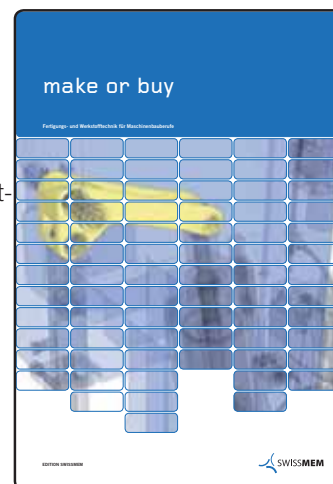 make or buy
Fertigungs- und Werkstofftechnik für Maschinenbauberufe
t-
EDITION SWISSMEM
SWISSMEM